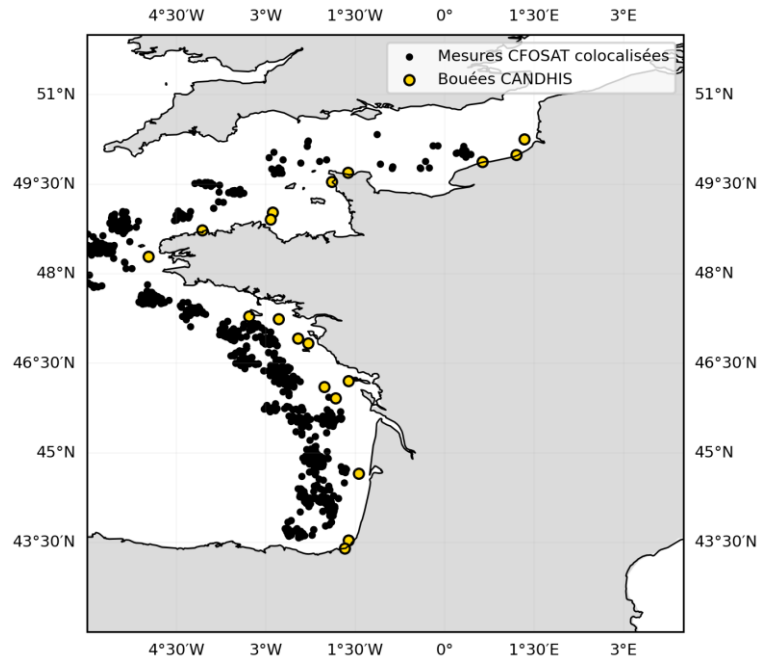 4°30′W 3°W 1°30′W 0° 1°30′E 3°E
Mesures CFOSAT colocalisées
Bouées CANDHIS
51°N 51°N
49°30′N 49°30′N
48°N 48°N
46°30′N 46°30′N
45°N 45°N
43°30′N 43°30′N
4°30′W 3°W 1°30′W 0° 1°30′E 3°E